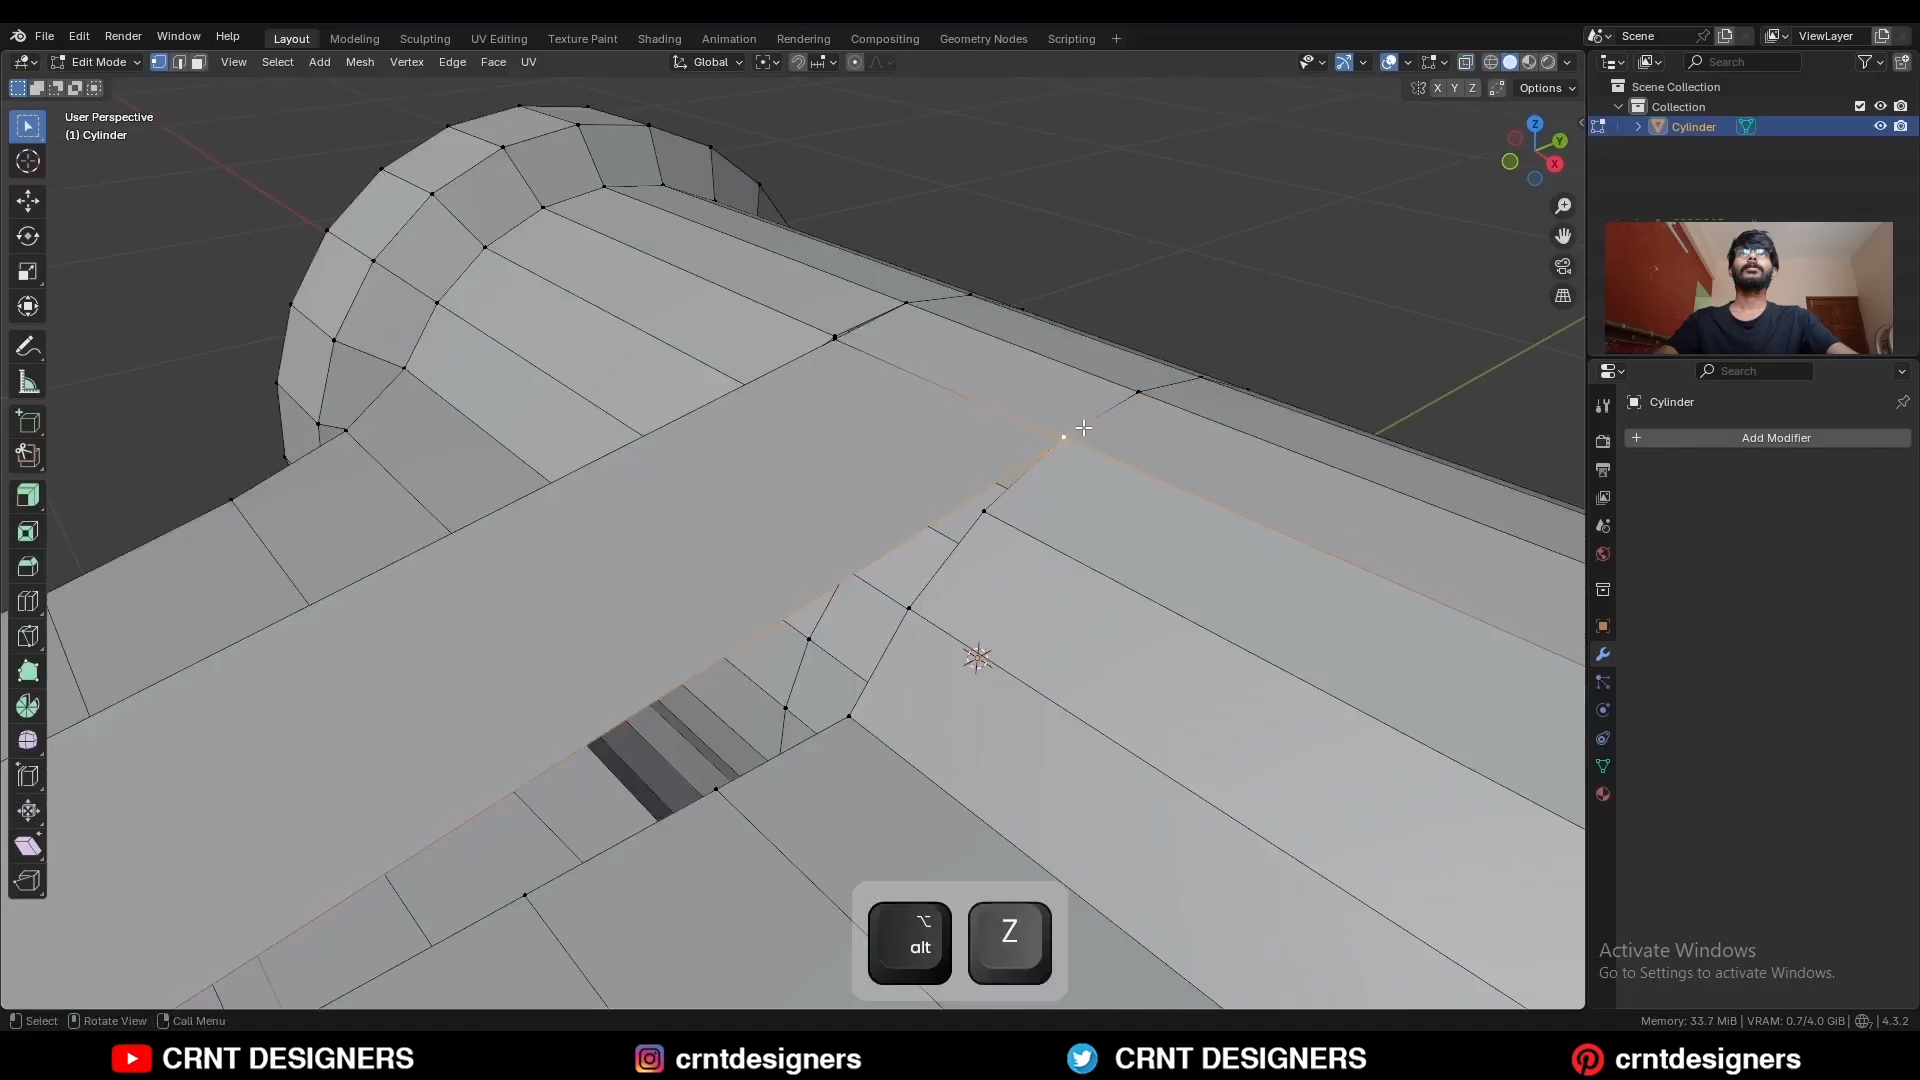 File Edit Render Window Help
Layout Modeling Sculpting UV Editing Texture Paint Shading Animation Rendering Compositing Geometry Nodes Scripting +
Scene
ViewLayer
Edit Mode View Select Add Mesh Vertex Edge Face UV
Global
Search
X Y Z Options
Scene Collection
Collection
Cylinder
User Perspective
(1) Cylinder
Z
Y
X
Search
Cylinder
+ Add Modifier
alt
Z
Activate Windows
Go to Settings to activate Windows.
Select Rotate View Call Menu
Memory: 33.7 MiB | VRAM: 0.7/4.0 GiB | 4.3.2
CRNT DESIGNERS crntdesigners CRNT DESIGNERS crntdesigners